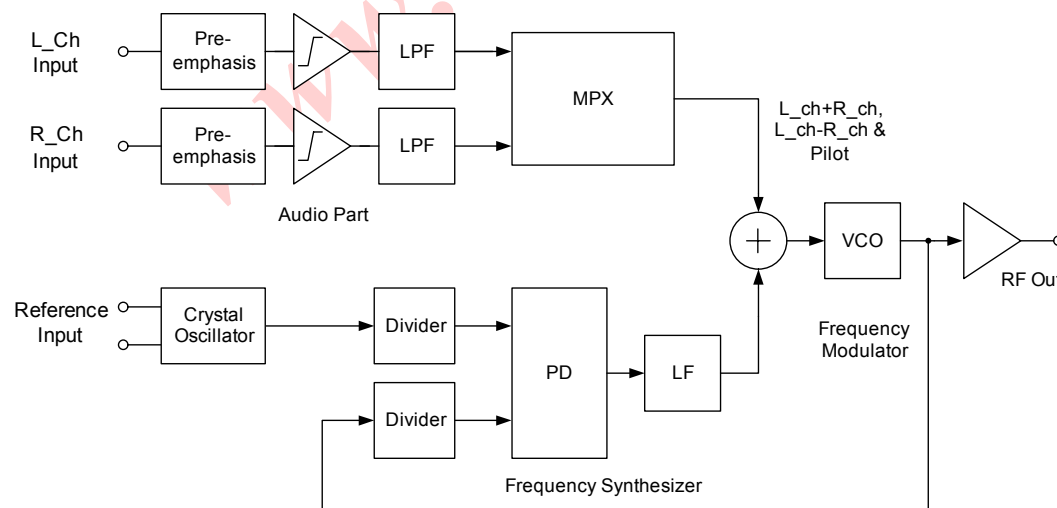 L_Ch
Input
Pre-
emphasis
LPF
MPX
R_Ch
Input
Pre-
emphasis
LPF
L_ch+R_ch,
L_ch-R_ch &
Pilot
Audio Part
VCO
RF Out
Reference
Input
Crystal
Oscillator
Divider
PD
LF
Frequency
Modulator
Divider
Frequency Synthesizer
www.